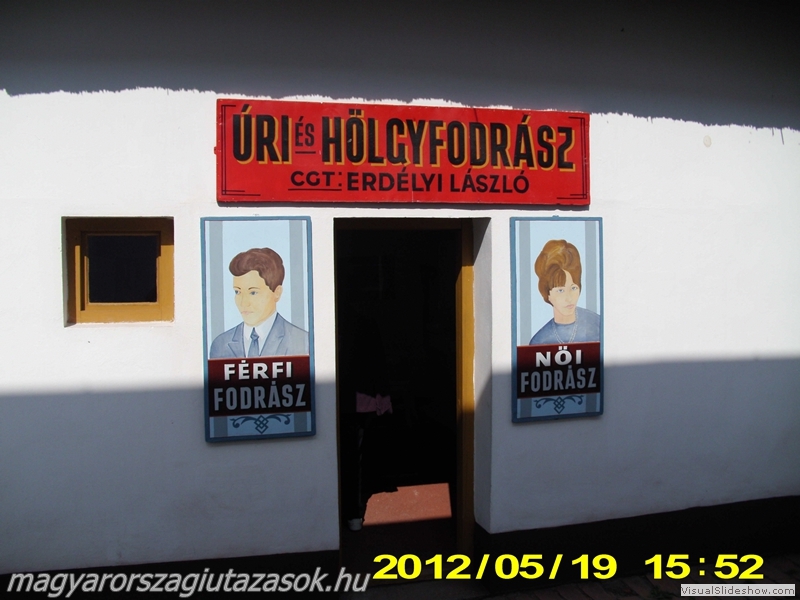 ÚRI ÉS HÖLGYFODRÁSZ
CGT: ERDÉLYI LÁSZLÓ
FÉRFI
FODRÁSZ
NŐI
FODRÁSZ
2012/05/19 15:52
magyarorszagiutazasok.hu
VisualSlideshow.com